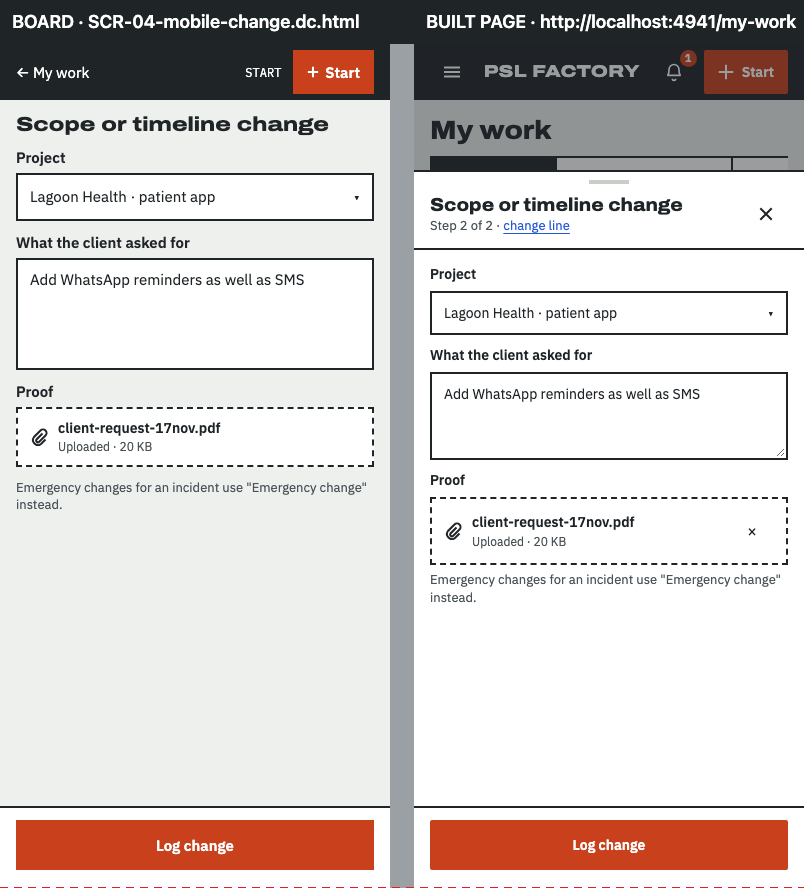 BOARD · SCR-04-mobile-change.dc.html
← My work
START
+ Start
Scope or timeline change
Project
Lagoon Health · patient app
What the client asked for
Add WhatsApp reminders as well as SMS
Proof
client-request-17nov.pdf
Uploaded · 20 KB
Emergency changes for an incident use "Emergency change"
instead.
Log change
BUILT PAGE · http://localhost:4941/my-work
PSL FACTORY
1
+ Start
My work
Scope or timeline change
Step 2 of 2 · change line
Project
Lagoon Health · patient app
What the client asked for
Add WhatsApp reminders as well as SMS
Proof
client-request-17nov.pdf
Uploaded · 20 KB
Emergency changes for an incident use "Emergency change"
instead.
Log change